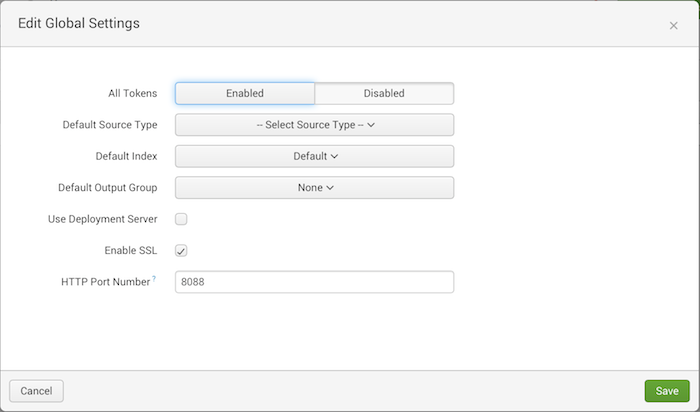 Edit Global Settings
×
All Tokens Enabled Disabled
Default Source Type -- Select Source Type --
Default Index Default
Default Output Group None
Use Deployment Server
Enable SSL
HTTP Port Number ? 8088
Cancel Save